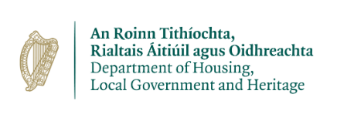 An Roinn Tithíochta,
Rialtais Áitiúil agus Oidhreachta
Department of Housing,
Local Government and Heritage